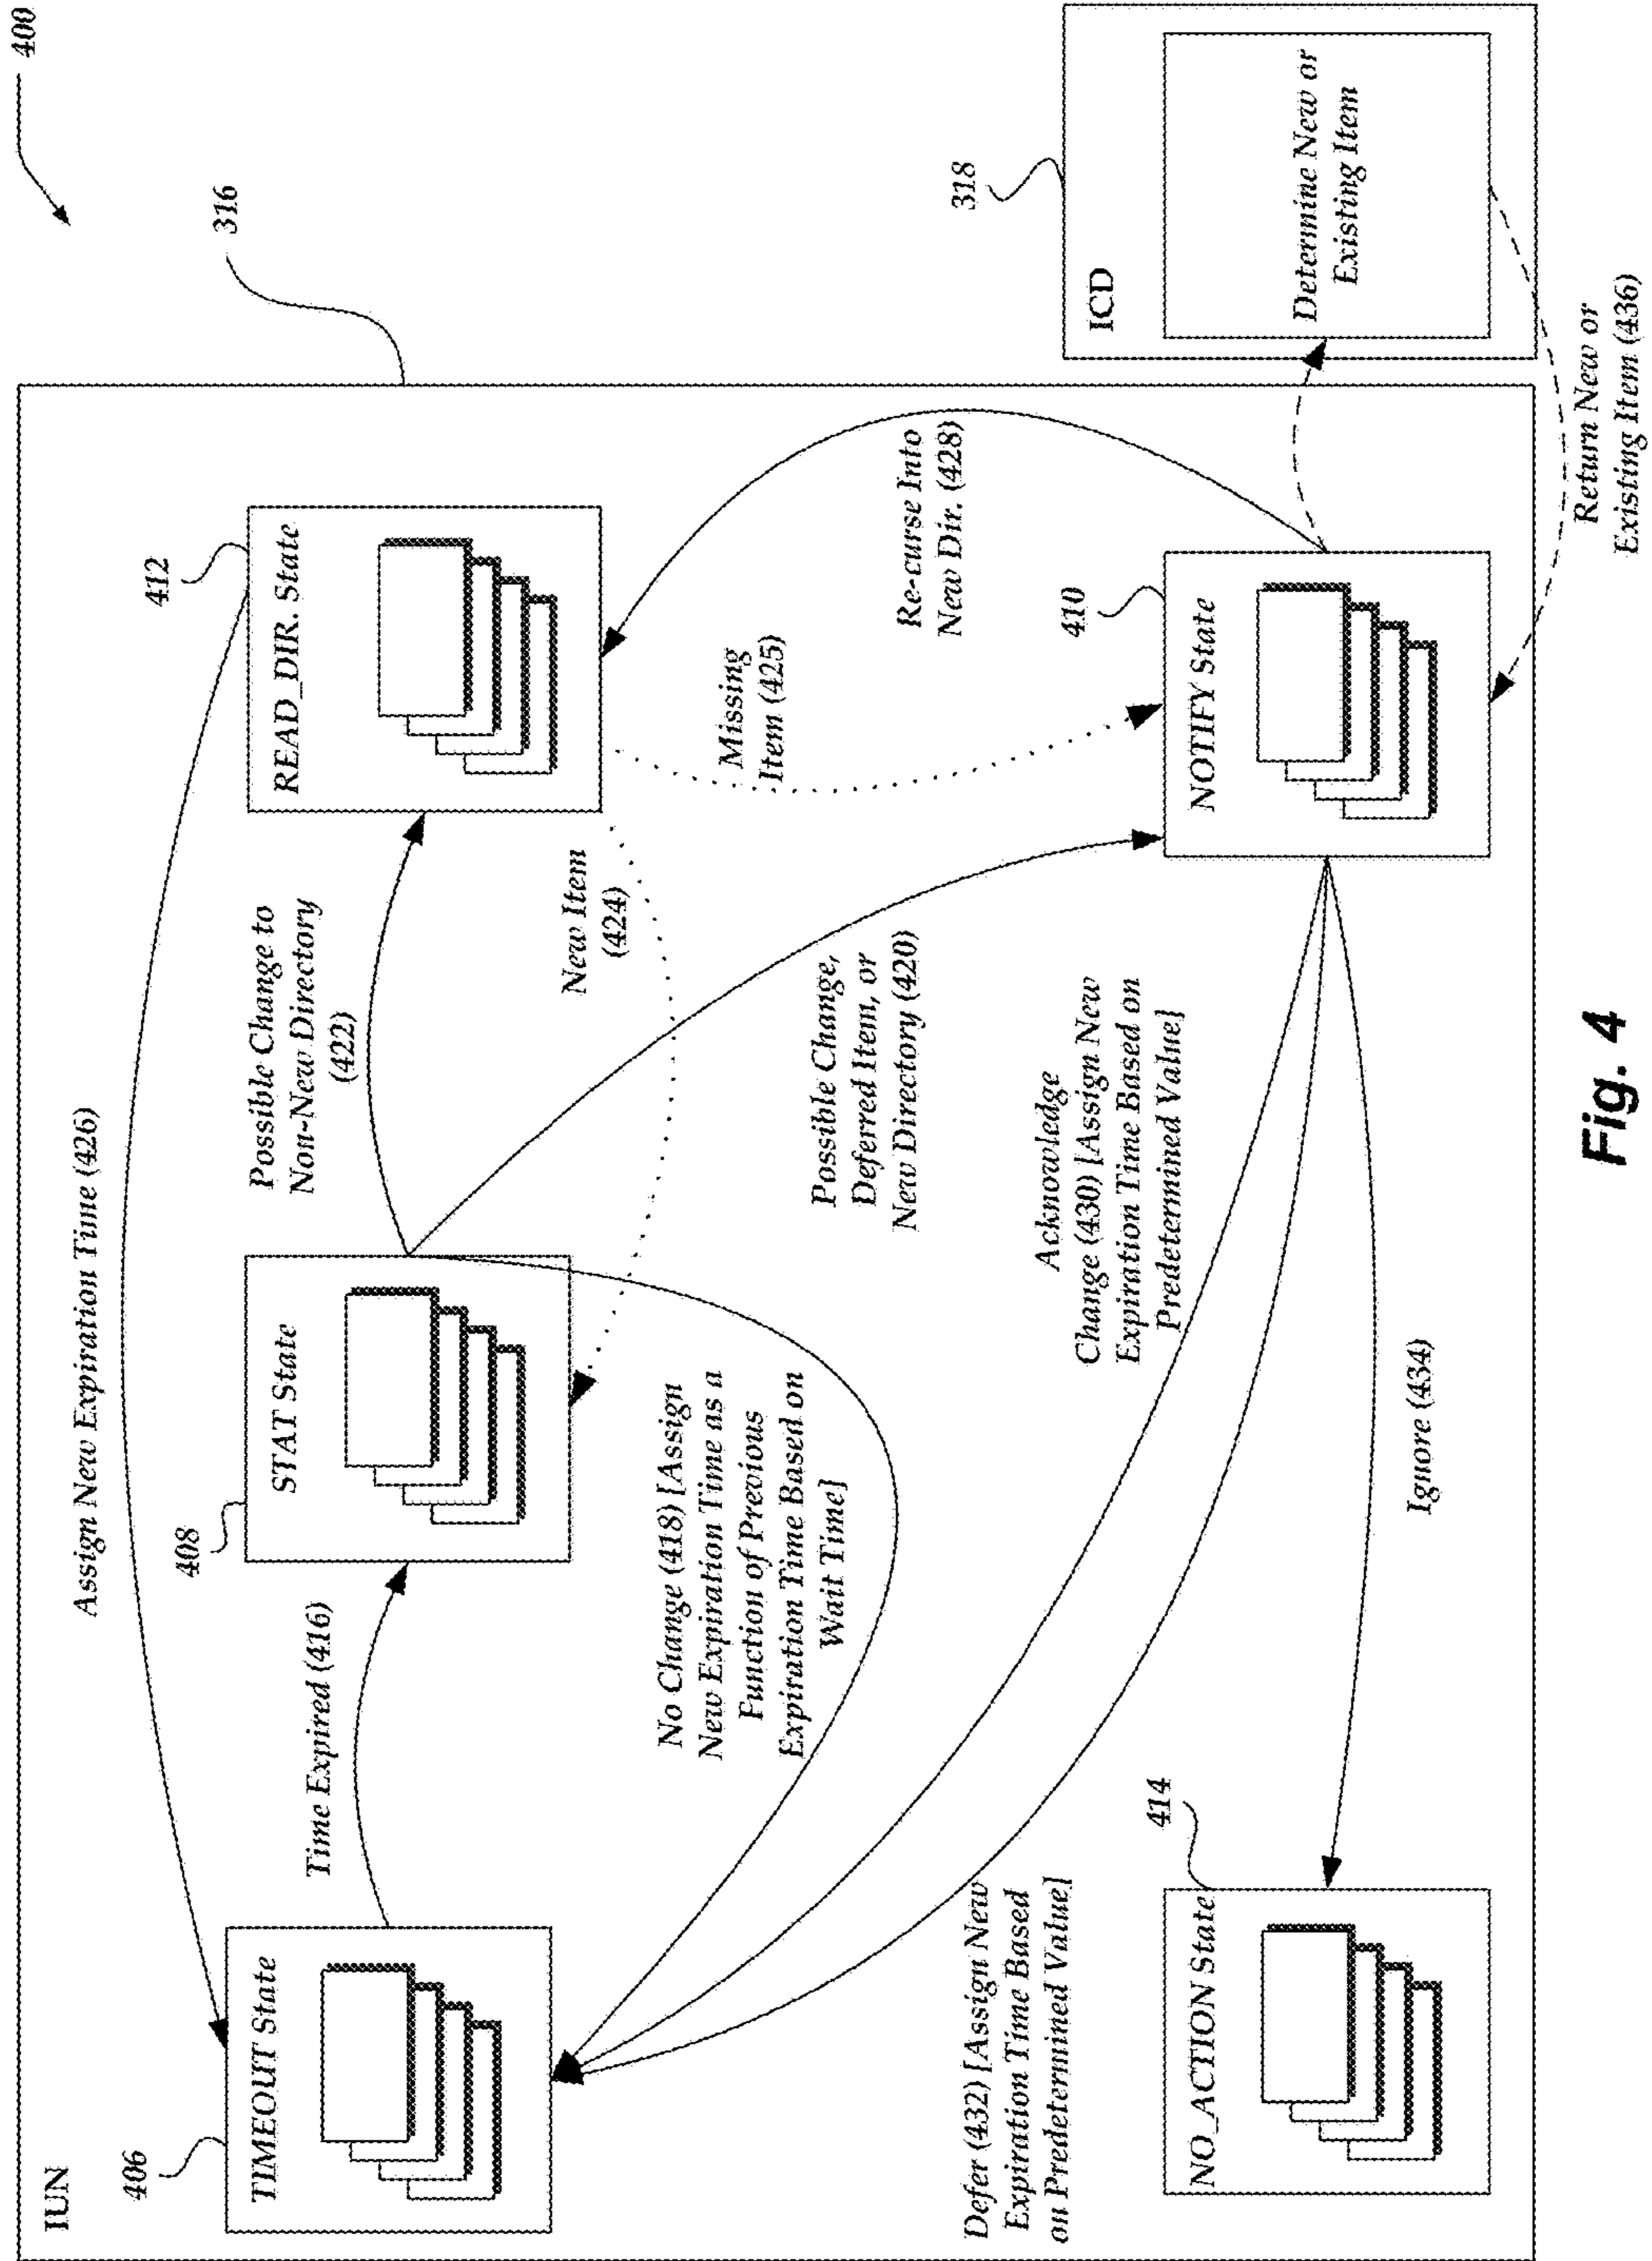 400
316
IUN
Assign New Expiration Time (426)
406
TIMEOUT State
Time Expired (416)
408
STAT State
Possible Change to
Non-New Directory
(422)
412
READ_DIR. State
New Item
(424)
Missing
Item (425)
Re-curse Into
New Dir. (428)
No Change (418) [Assign
New Expiration Time as a
Function of Previous
Expiration Time Based on
Wait Time]
Possible Change,
Deferred Item, or
New Directory (420)
Defer (432) [Assign New
Expiration Time Based
on Predetermined Value]
Acknowledge
Change (430) [Assign New
Expiration Time Based on
Predetermined Value]
410
NOTIFY State
414
NO_ACTION State
Ignore (434)
318
ICD
Determine New or
Existing Item
Return New or
Existing Item (436)
Fig. 4